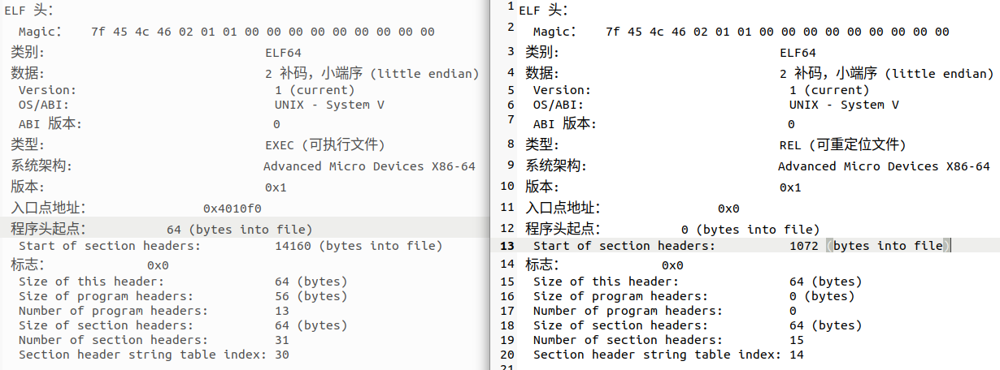 ELF 头：
Magic： 7f 45 4c 46 02 01 01 00 00 00 00 00 00 00 00 00
类别: ELF64
数据: 2 补码，小端序 (little endian)
Version: 1 (current)
OS/ABI: UNIX - System V
ABI 版本: 0
类型: EXEC (可执行文件)
系统架构: Advanced Micro Devices X86-64
版本: 0x1
入口点地址： 0x4010f0
程序头起点： 64 (bytes into file)
Start of section headers: 14160 (bytes into file)
标志： 0x0
Size of this header: 64 (bytes)
Size of program headers: 56 (bytes)
Number of program headers: 13
Size of section headers: 64 (bytes)
Number of section headers: 31
Section header string table index: 30
1 ELF 头：
2 Magic： 7f 45 4c 46 02 01 01 00 00 00 00 00 00 00 00 00
3 类别: ELF64
4 数据: 2 补码，小端序 (little endian)
5 Version: 1 (current)
6 OS/ABI: UNIX - System V
7 ABI 版本: 0
8 类型: REL (可重定位文件)
9 系统架构: Advanced Micro Devices X86-64
10 版本: 0x1
11 入口点地址： 0x0
12 程序头起点： 0 (bytes into file)
13 Start of section headers: 1072 (bytes into file)
14 标志： 0x0
15 Size of this header: 64 (bytes)
16 Size of program headers: 0 (bytes)
17 Number of program headers: 0
18 Size of section headers: 64 (bytes)
19 Number of section headers: 15
20 Section header string table index: 14
21